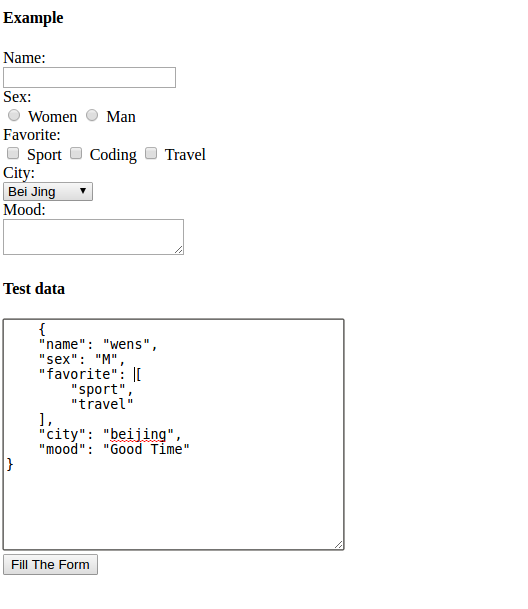 Example
Name:
Sex:
Women Man
Favorite:
Sport Coding Travel
City:
Bei Jing
Mood:
Test data
{
"name": "wens",
"sex": "M",
"favorite": [
"sport",
"travel"
],
"city": "beijing",
"mood": "Good Time"
}
Fill The Form